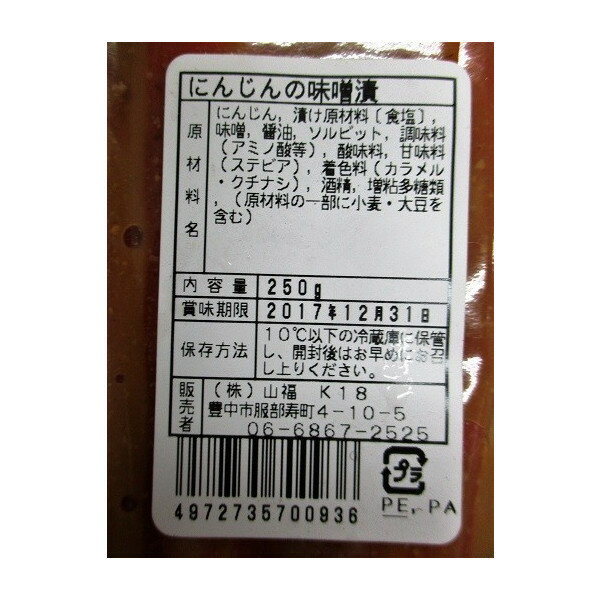 にんじんの味噌漬
原材料名
にんじん, 漬け原材料〔食塩〕,
味噌, 醤油, ソルビット, 調味料
(アミノ酸等), 酸味料, 甘味料
(ステビア), 着色料(カラメル
・クチナシ), 酒精, 増粘多糖類
, (原材料の一部に小麦・大豆を
含む)
内容量 250g
賞味期限 2017年12月31日
保存方法
10℃以下の冷蔵庫に保管
し、開封後はお早めにお召
し上りください。
販売者
(株)山福 K18
豊中市服部寿町4-10-5
06-6867-2525
プラ
PE, PA
4972735700936